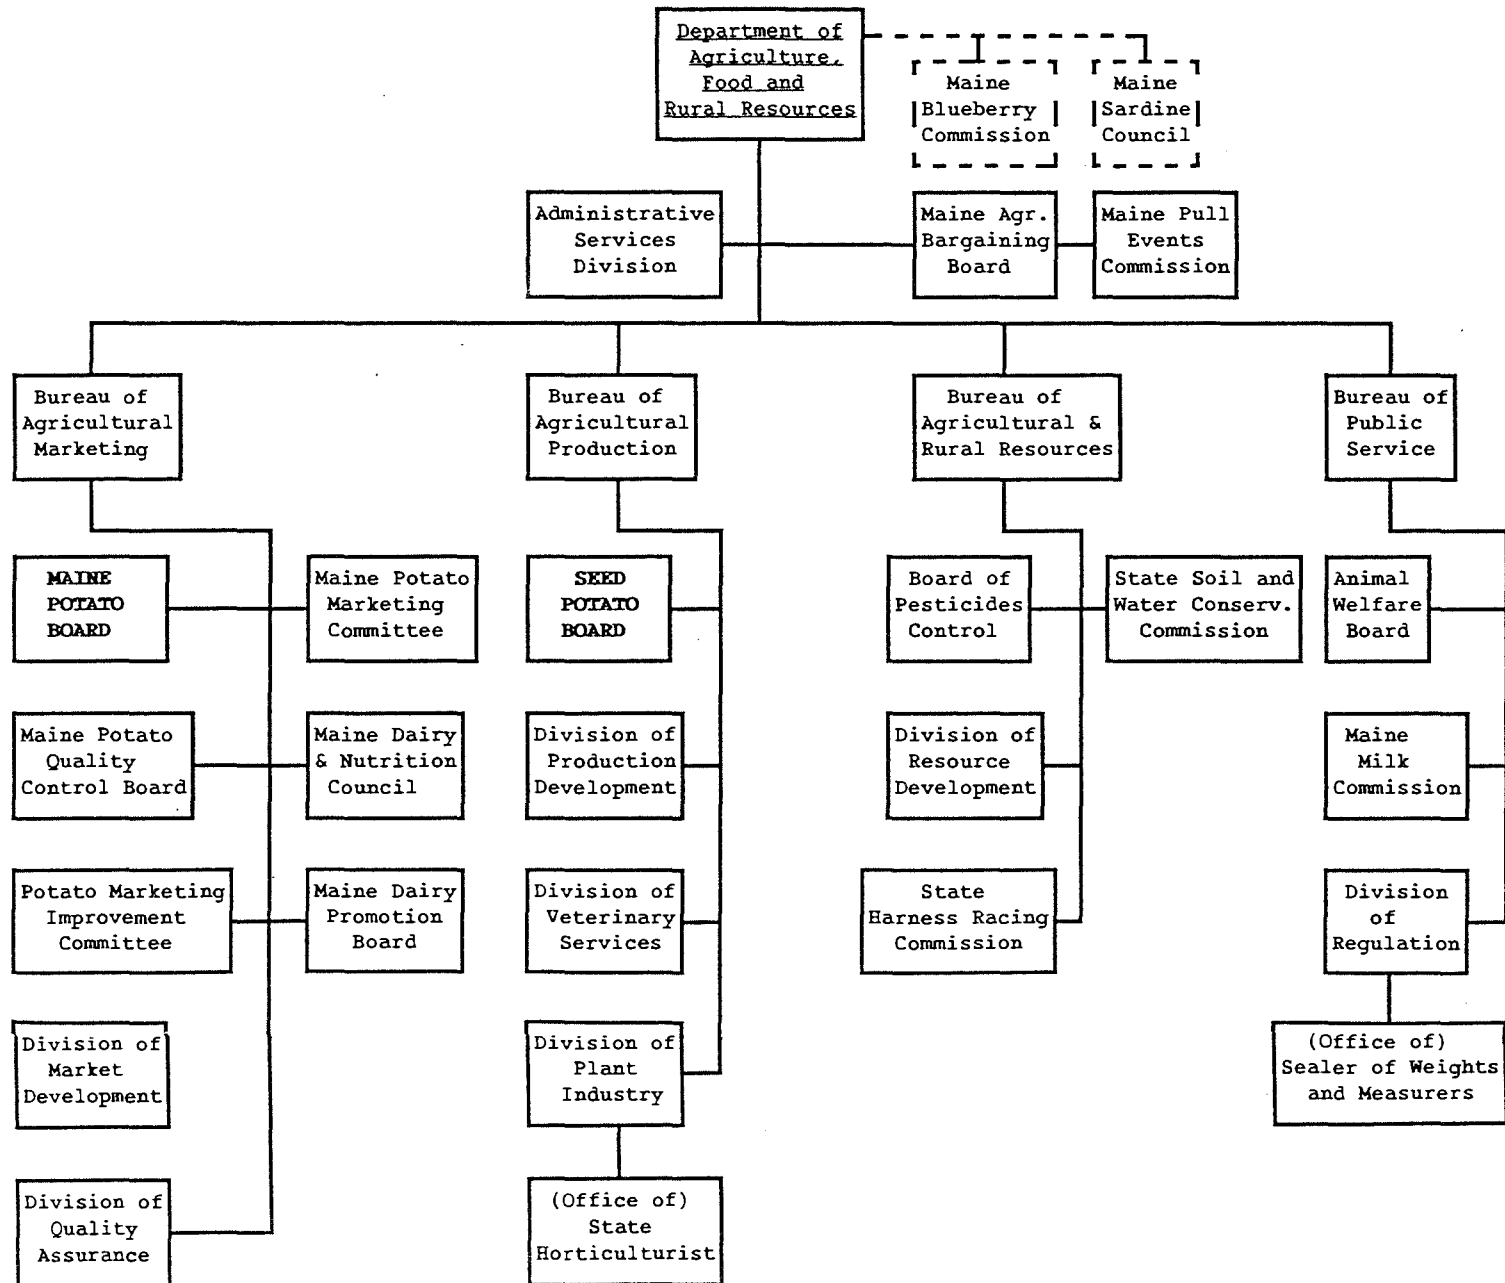 Department of
Agriculture,
Food and
Rural Resources
Maine
Blueberry
Commission
Maine
Sardine
Council
Administrative
Services
Division
Maine Agr.
Bargaining
Board
Maine Pull
Events
Commission
Bureau of
Agricultural
Marketing
Bureau of
Agricultural
Production
Bureau of
Agricultural &
Rural Resources
Bureau of
Public
Service
MAINE
POTATO
BOARD
Maine Potato
Marketing
Committee
SEED
POTATO
BOARD
Board of
Pesticides
Control
State Soil and
Water Conserv.
Commission
Animal
Welfare
Board
Maine Potato
Quality
Control Board
Maine Dairy
& Nutrition
Council
Division of
Production
Development
Division of
Resource
Development
Maine
Milk
Commission
Potato Marketing
Improvement
Committee
Maine Dairy
Promotion
Board
Division of
Veterinary
Services
State
Harness Racing
Commission
Division
of
Regulation
Division of
Market
Development
Division of
Plant
Industry
(Office of)
Sealer of Weights
and Measurers
Division of
Quality
Assurance
(Office of)
State
Horticulturist